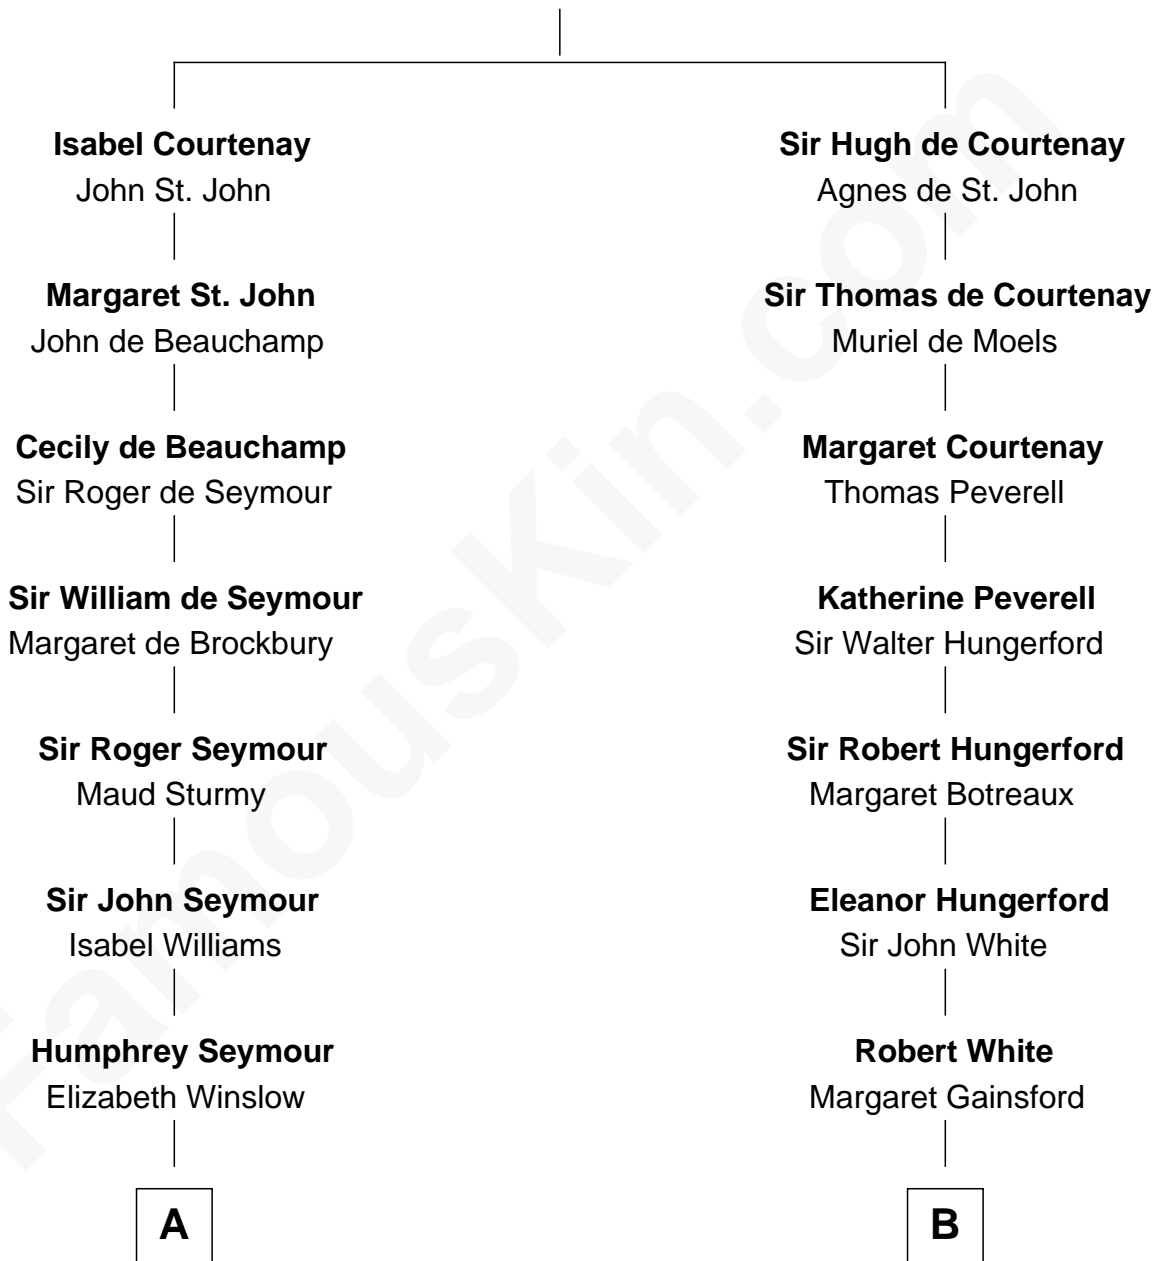 Isabel Courtenay
John St. John
Margaret St. John
John de Beauchamp
Cecily de Beauchamp
Sir Roger de Seymour
Sir William de Seymour
Margaret de Brockbury
Sir Roger Seymour
Maud Sturmy
Sir John Seymour
Isabel Williams
Humphrey Seymour
Elizabeth Winslow
A
Sir Hugh de Courtenay
Agnes de St. John
Sir Thomas de Courtenay
Muriel de Moels
Margaret Courtenay
Thomas Peverell
Katherine Peverell
Sir Walter Hungerford
Sir Robert Hungerford
Margaret Botreaux
Eleanor Hungerford
Sir John White
Robert White
Margaret Gainsford
B
FamousKin.com